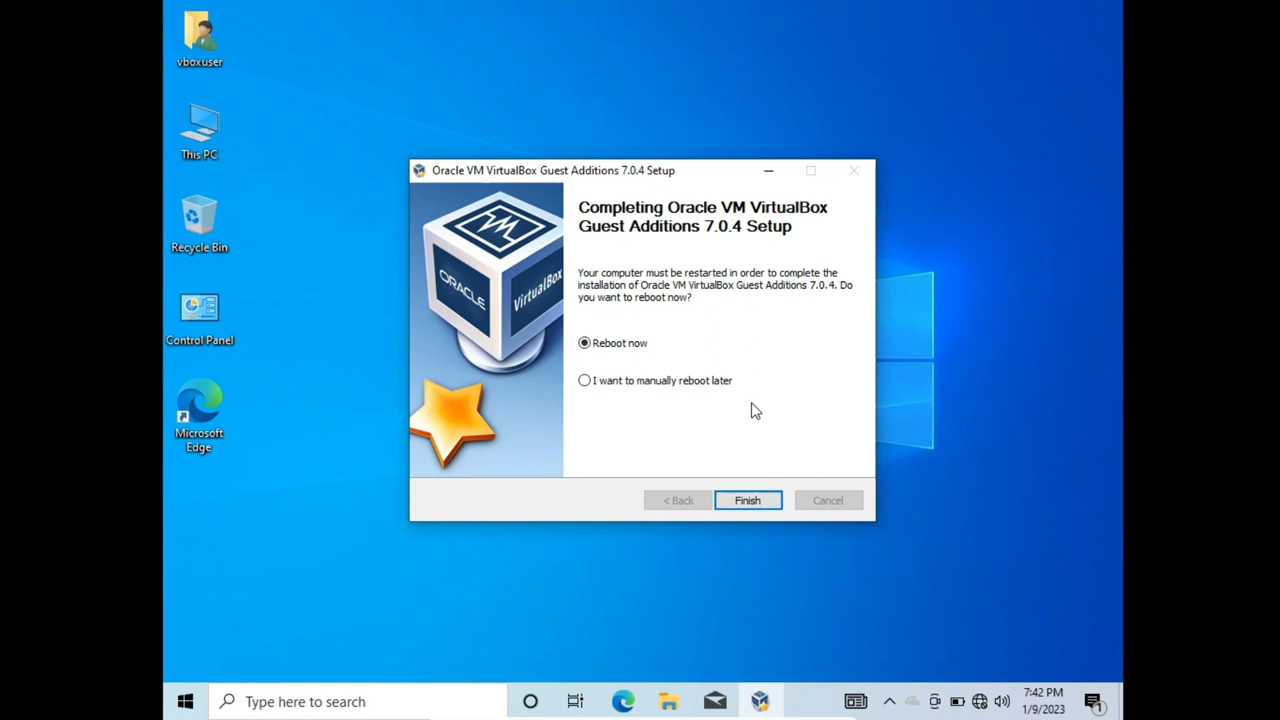 vboxuser
This PC
Recycle Bin
Control Panel
Microsoft
Edge
Oracle VM VirtualBox Guest Additions 7.0.4 Setup
ORACLE
VirtualBox
Completing Oracle VM VirtualBox
Guest Additions 7.0.4 Setup
Your computer must be restarted in order to complete the
installation of Oracle VM VirtualBox Guest Additions 7.0.4. Do
you want to reboot now?
Reboot now
I want to manually reboot later
< Back
Finish
Cancel
Type here to search
7:42 PM
1/9/2023
1